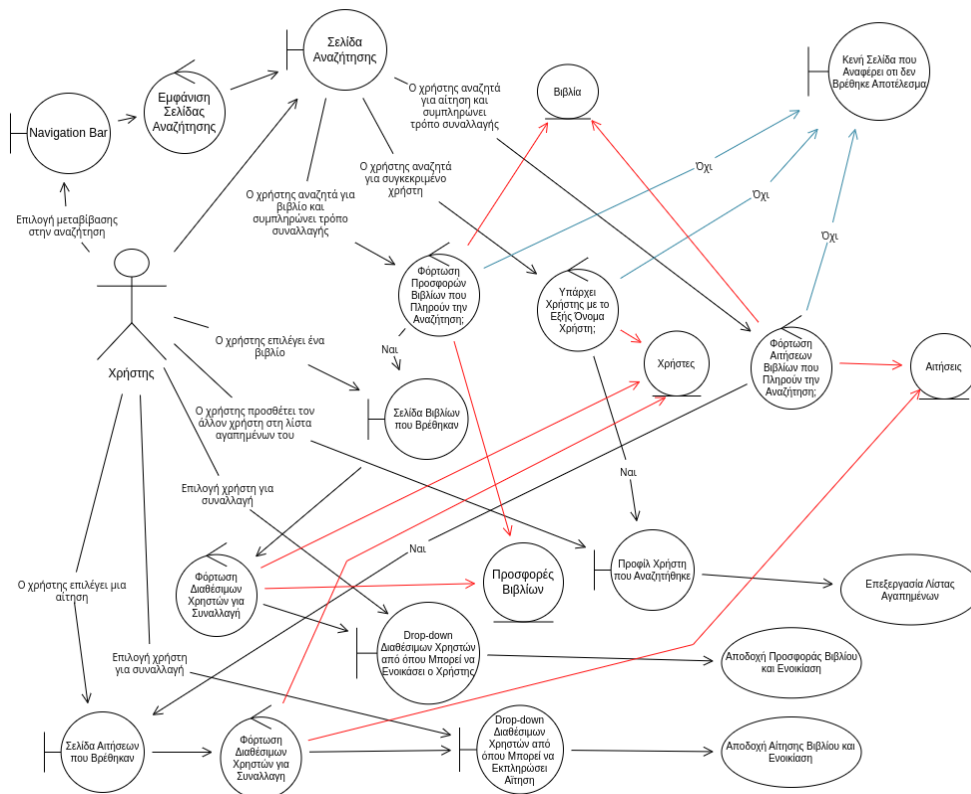 Σελίδα
Αναζήτησης
Κενή Σελίδα που
Αναφέρει οτι δεν
Βρέθηκε Αποτέλεσμα
Ο χρήστης αναζητά
για αίτηση και
συμπληρώνει
τρόπο συναλλαγής
Βιβλία
Εμφάνιση
Σελίδας
Αναζήτησης
Navigation Bar
Ο χρήστης αναζητά
για συγκεκριμένο
χρήστη
Όχι
Όχι
Όχι
Ο χρήστης αναζητά για
βιβλίο και
συμπληρώνει τρόπο
συναλλαγής
Επιλογή μεταβίβασης
στην αναζήτηση
Φόρτωση
Προσφορών
Βιβλίων που
Πληρούν την
Αναζήτηση;
Υπάρχει
Χρήστης με το
Εξής Όνομα
Χρήστη;
Φόρτωση
Αιτήσεων
Βιβλίων που
Πληρούν την
Αναζήτηση;
Χρήστες
Αιτήσεις
Ο χρήστης επιλέγει ένα
βιβλίο
Ναι
Χρήστης
Ο χρήστης προσθέτει τον
άλλον χρήστη στη λίστα
αγαπημένων του
Σελίδα Βιβλίων
που Βρέθηκαν
Επιλογή χρήστη για
συναλλαγή
Ναι
Ναι
Ο χρήστης επιλέγει μια
αίτηση
Φόρτωση
Διαθέσιμων
Χρηστών για
Συναλλαγή
Προσφορές
Βιβλίων
Προφίλ Χρήστη
που Αναζητήθηκε
Επεξεργασία Λίστας
Αγαπημένων
Επιλογή χρήστη
για συναλλαγή
Drop-down
Διαθέσιμων Χρηστών
από όπου Μπορεί να
Ενοικάσει ο Χρήστης
Αποδοχή Προσφοράς Βιβλίου
και Ενοικίαση
Σελίδα Αιτήσεων
που Βρέθηκαν
Φόρτωση
Διαθέσιμων
Χρηστών για
Συναλλαγη
Drop-down
Διαθέσιμων
Χρηστών από
όπου Μπορεί να
Εκπληρώσει
Αΐτηση
Αποδοχή Αίτησης Βιβλίου και
Ενοικίαση